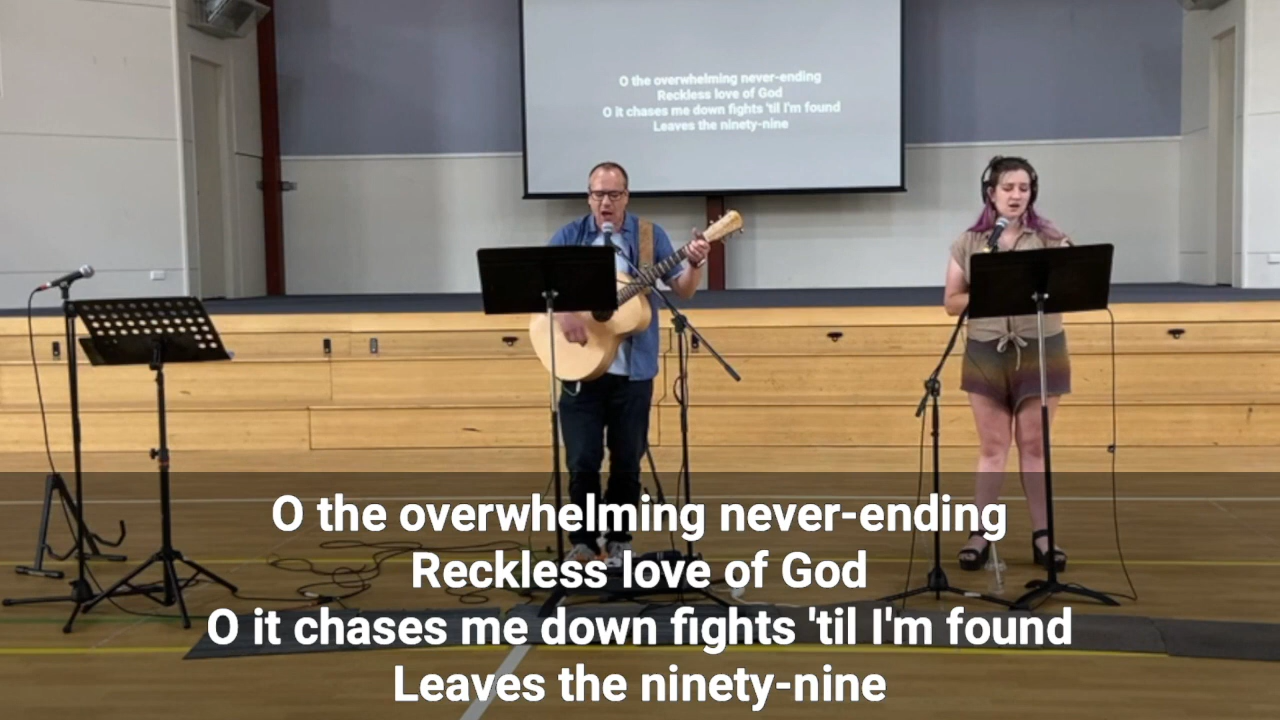 O the overwhelming never-ending
Reckless love of God
O it chases me down fights 'til I'm found
Leaves the ninety-nine
O the overwhelming never-ending
Reckless love of God
O it chases me down fights 'til I'm found
Leaves the ninety-nine